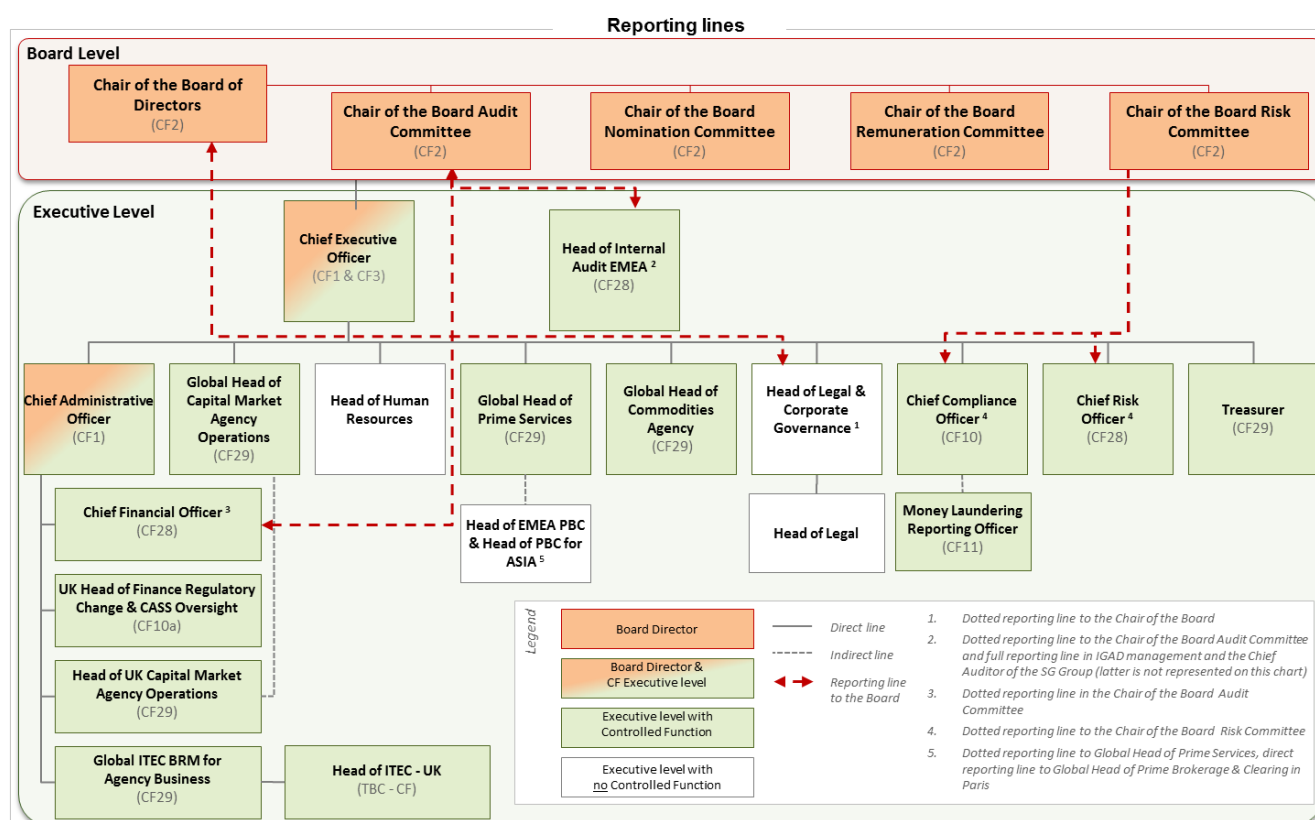 Reporting lines
Board Level
Chair of the Board of
Directors
(CF2)
Chair of the Board Audit
Committee
(CF2)
Chair of the Board
Nomination Committee
(CF2)
Chair of the Board
Remuneration Committee
(CF2)
Chair of the Board Risk
Committee
(CF2)
Executive Level
Chief Executive
Officer
(CF1 & CF3)
Head of Internal
Audit EMEA 2
(CF28)
Chief Administrative
Officer
(CF1)
Global Head of
Capital Market
Agency
Operations
(CF29)
Head of Human
Resources
Global Head of
Prime Services
(CF29)
Global Head of
Commodities
Agency
(CF29)
Head of Legal &
Corporate
Governance 1
Chief Compliance
Officer 4
(CF10)
Chief Risk
Officer 4
(CF28)
Treasurer
(CF29)
Chief Financial Officer 3
(CF28)
Head of EMEA PBC
& Head of PBC for
ASIA 5
Head of Legal
Money Laundering
Reporting Officer
(CF11)
UK Head of Finance Regulatory
Change & CASS Oversight
(CF10a)
Head of UK Capital Market
Agency Operations
(CF29)
Global ITEC BRM for
Agency Business
(CF29)
Head of ITEC - UK
(TBC - CF)
Legend
Board Director
Board Director &
CF Executive level
Executive level with
Controlled Function
Executive level with
no Controlled Function
Direct line
Indirect line
Reporting line
to the Board
1. Dotted reporting line to the Chair of the Board
2. Dotted reporting line to the Chair of the Board Audit Committee
and full reporting line in IGAD management and the Chief
Auditor of the SG Group (latter is not represented on this chart)
3. Dotted reporting line in the Chair of the Board Audit
Committee
4. Dotted reporting line to the Chair of the Board Risk Committee
5. Dotted reporting line to Global Head of Prime Services, direct
reporting line to Global Head of Prime Brokerage & Clearing in
Paris